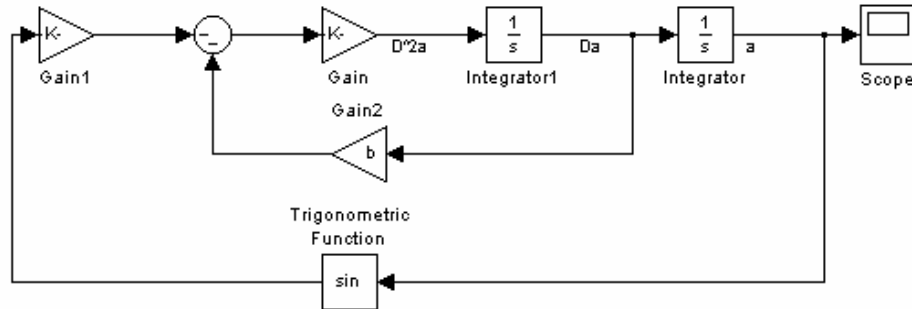 K-
Gain1
K-
Gain
D^2a
1
s
Integrator1
Da
1
s
Integrator
a
Scope
Gain2
b
Trigonometric
Function
sin